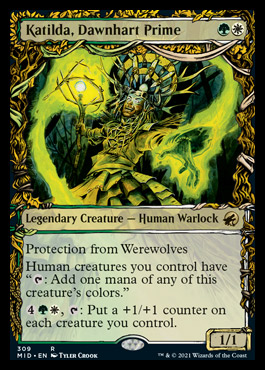 Katilda, Dawnhart Prime
Legendary Creature — Human Warlock
Protection from Werewolves
Human creatures you control have
": Add one mana of any of this
creature's colors."
4 , : Put a +1/+1 counter on
each creature you control.
1/1
309 R
MID • EN Tyler Crook
™ & © 2021 Wizards of the Coast